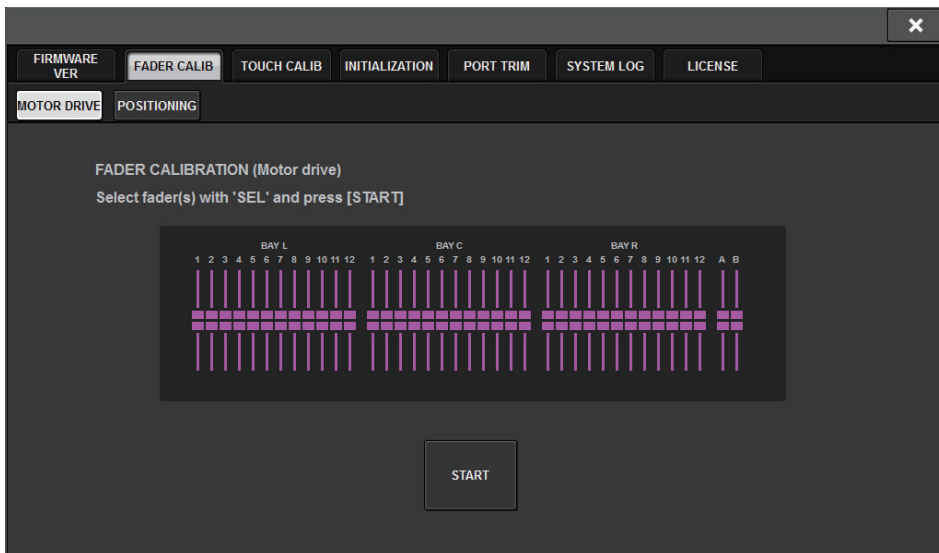 FIRMWARE VER
FADER CALIB
TOUCH CALIB
INITIALIZATION
PORT TRIM
SYSTEM LOG
LICENSE
MOTOR DRIVE
POSITIONING
FADER CALIBRATION (Motor drive)
Select fader(s) with 'SEL' and press [START]
BAY L
BAY C
BAY R
1 2 3 4 5 6 7 8 9 10 11 12
1 2 3 4 5 6 7 8 9 10 11 12
1 2 3 4 5 6 7 8 9 10 11 12
A B
START